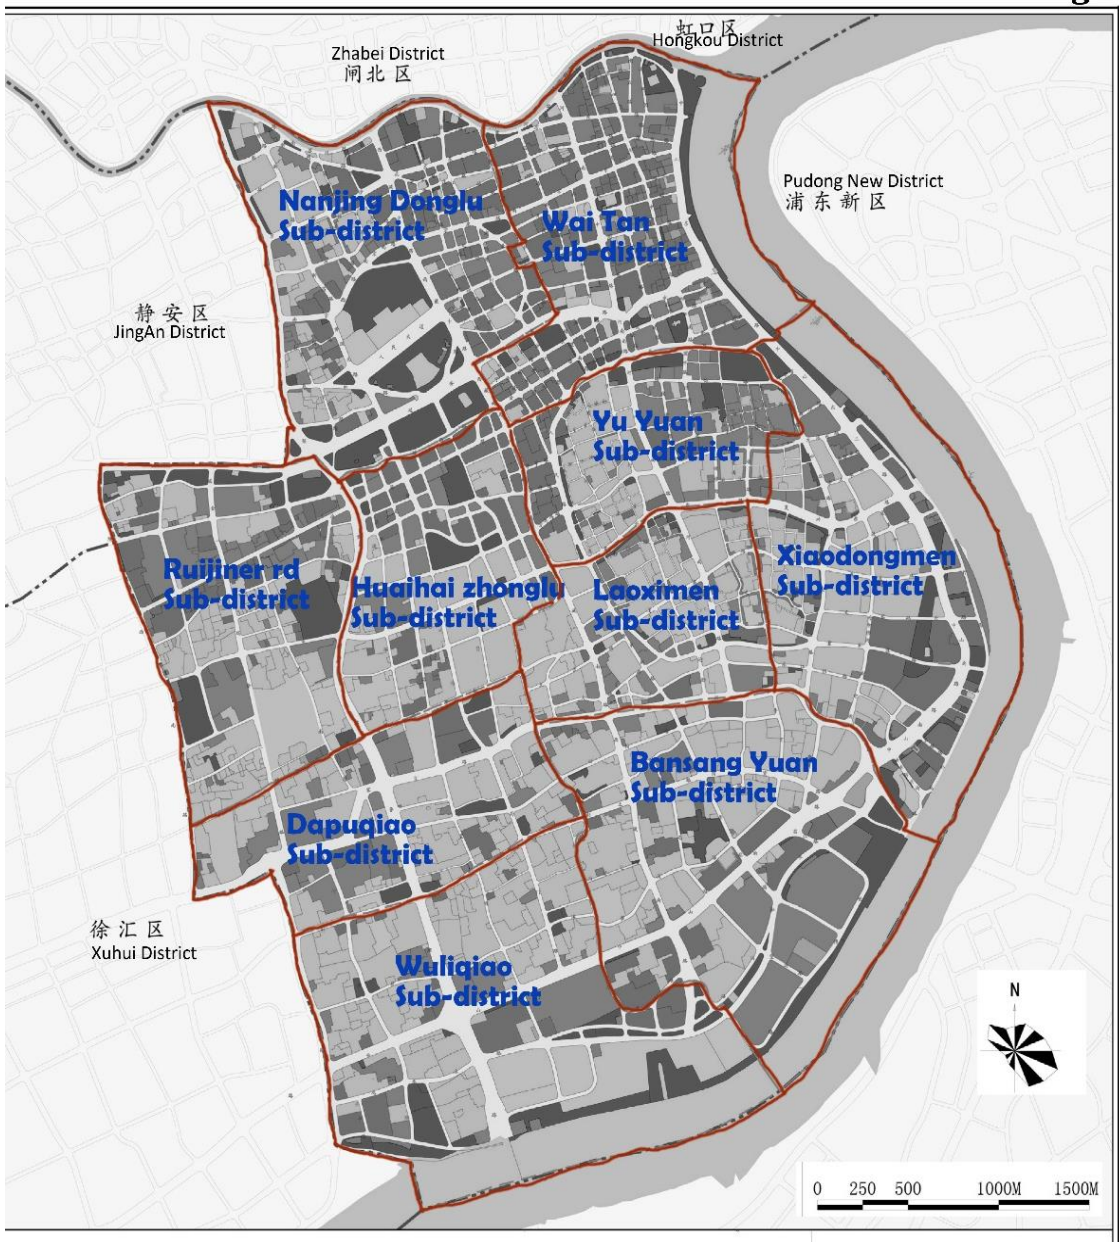 g
虹口区
Hongkou District
Zhabei District
闸北区
Pudong New District
浦东新区
Nanjing Donglu
Sub-district
Wai Tan
Sub-district
静安区
JingAn District
Yu Yuan
Sub-district
Ruijiner rd
Sub-district
Huaihai zhonglu
Sub-district
Laoximen
Sub-district
Xiaodongmen
Sub-district
Bansang Yuan
Sub-district
Dapuqiao
Sub-district
徐汇区
Xuhui District
Wuliqiao
Sub-district
N
0 250 500 1000M 1500M